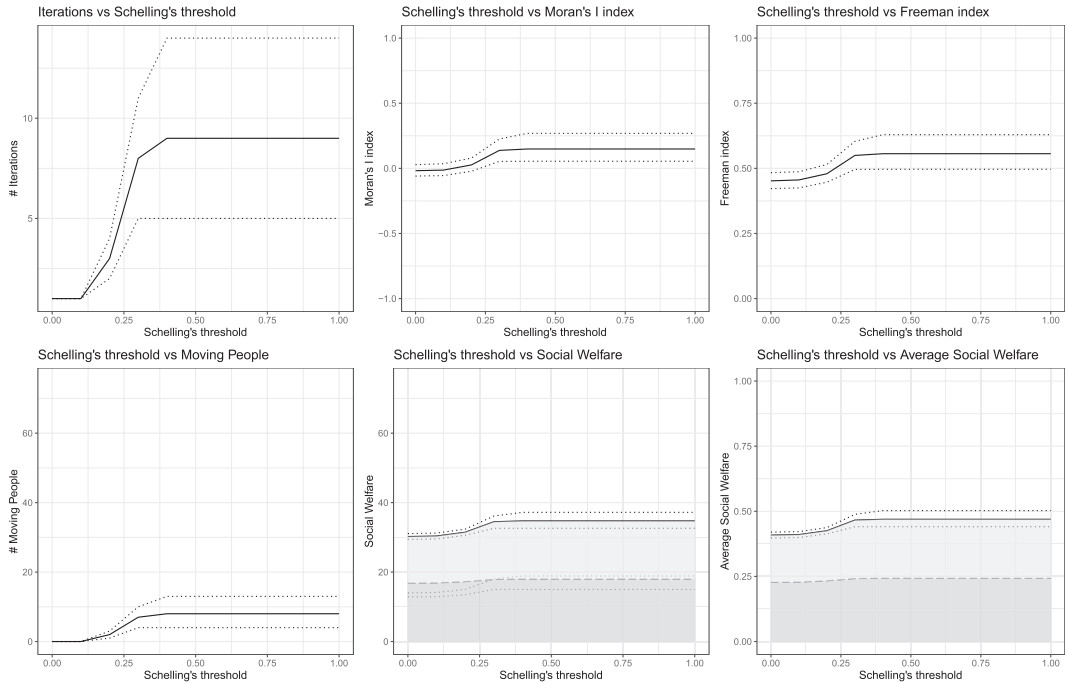 Iterations vs Schelling's threshold
# Iterations
10
5
0.00 0.25 0.50 0.75 1.00
Schelling's threshold
Schelling's threshold vs Moran's I index
Moran's I index
1.0
0.5
0.0
−0.5
−1.0
0.00 0.25 0.50 0.75 1.00
Schelling's threshold
Schelling's threshold vs Freeman index
Freeman index
1.00
0.75
0.50
0.25
0.00
0.00 0.25 0.50 0.75 1.00
Schelling's threshold
Schelling's threshold vs Moving People
# Moving People
60
40
20
0
0.00 0.25 0.50 0.75 1.00
Schelling's threshold
Schelling's threshold vs Social Welfare
Social Welfare
60
40
20
0
0.00 0.25 0.50 0.75 1.00
Schelling's threshold
Schelling's threshold vs Average Social Welfare
Average Social Welfare
1.00
0.75
0.50
0.25
0.00
0.00 0.25 0.50 0.75 1.00
Schelling's threshold